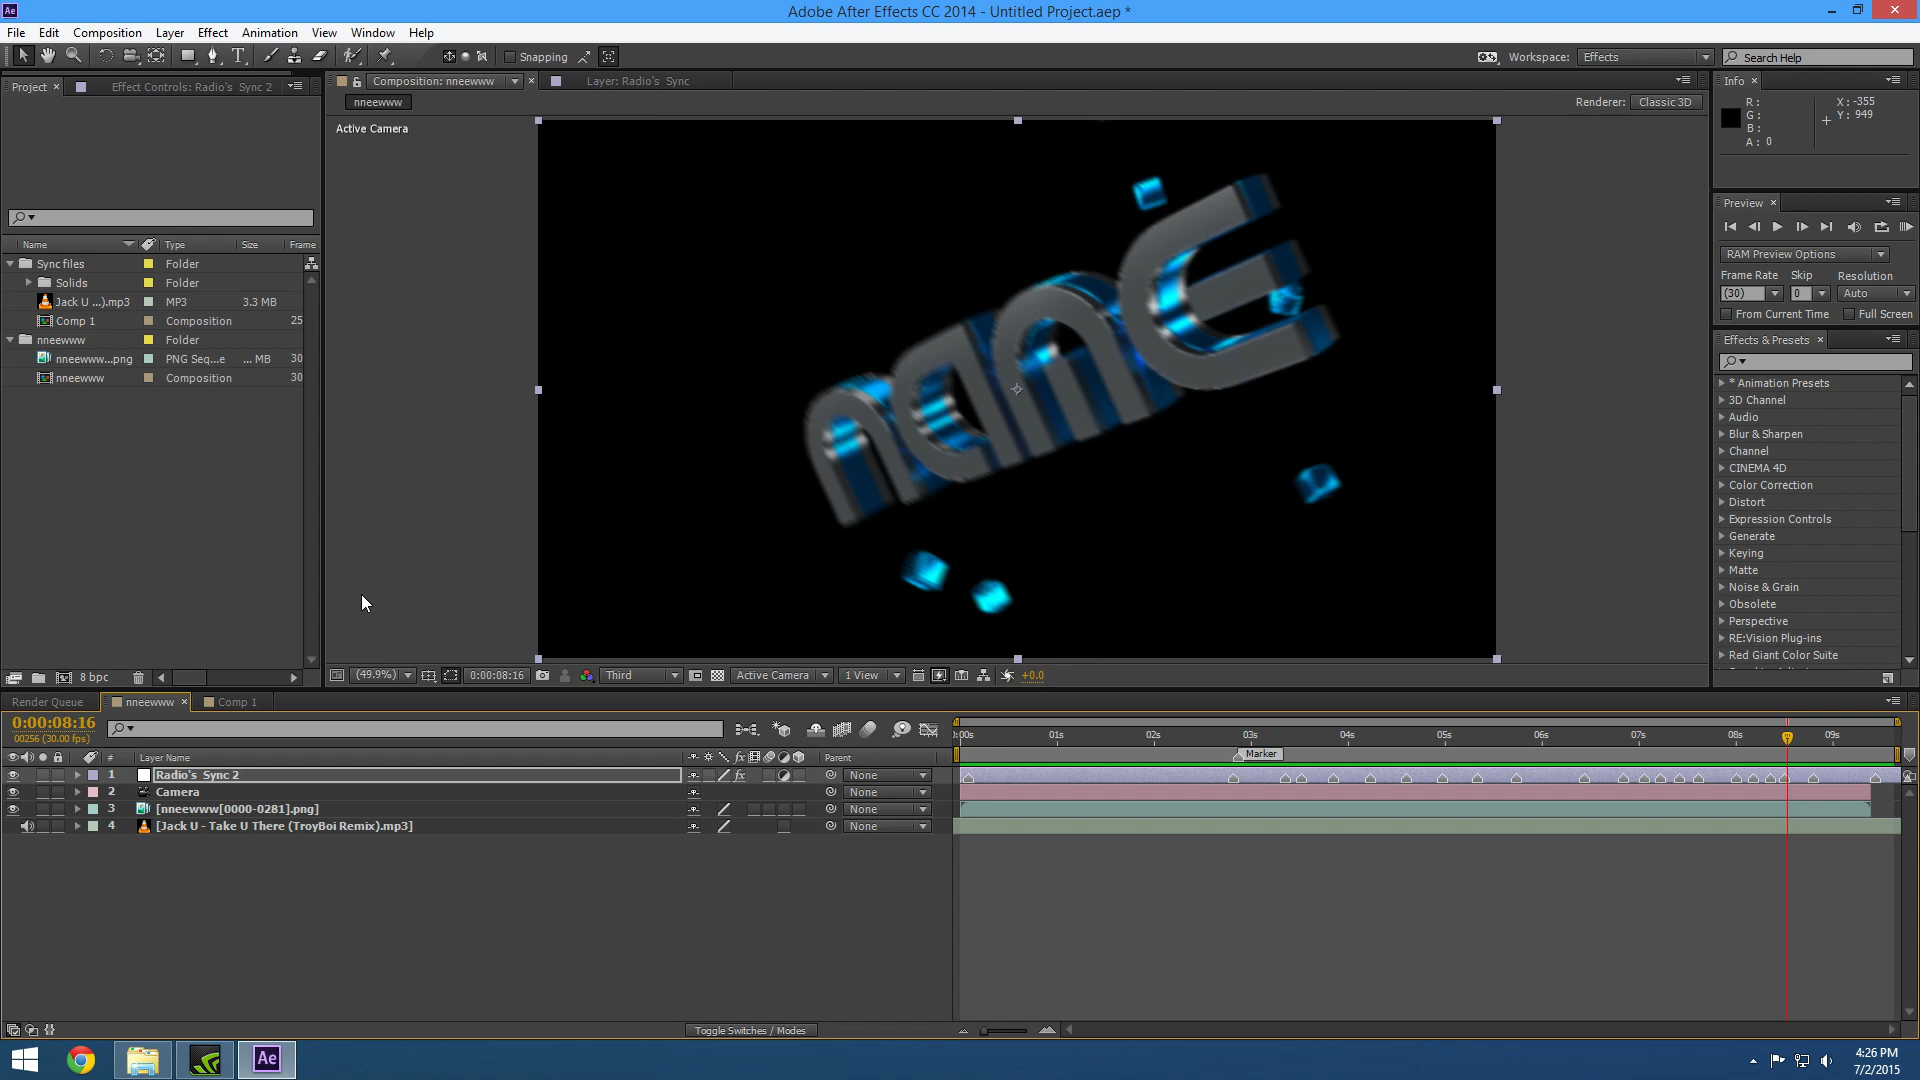 Adobe After Effects CC 2014 - Untitled Project.aep *
File Edit Composition Layer Effect Animation View Window Help
Snapping
Workspace: Effects
Search Help
Project
Effect Controls: Radio's Sync 2
Composition: nneewww
Layer: Radio's Sync
nneewww
Renderer: Classic 3D
Active Camera
Name Type Size Frame
Sync files Folder
Solids Folder
Jack U ...).mp3 MP3 3.3 MB
Comp 1 Composition 25
nneewww Folder
nneewww...png PNG Seq...e ... MB 30
nneewww Composition 30
8 bpc
name
(49.9%) 0:00:08:16 Third Active Camera 1 View +0.0
Info
R: X: -355
G: Y: 949
B:
A: 0
Preview
RAM Preview Options
Frame Rate Skip Resolution
(30) 0 Auto
From Current Time Full Screen
Effects & Presets
* Animation Presets
3D Channel
Audio
Blur & Sharpen
Channel
CINEMA 4D
Color Correction
Distort
Expression Controls
Generate
Keying
Matte
Noise & Grain
Obsolete
Perspective
RE:Vision Plug-ins
Red Giant Color Suite
Render Queue nneewww Comp 1
0:00:08:16
00256 (30.00 fps)
:00s 01s 02s 03s 04s 05s 06s 07s 08s 09s
Marker
# Layer Name Parent
1 Radio's Sync 2 None
2 Camera None
3 [nneewww[0000-0281].png] None
4 [Jack U - Take U There (TroyBoi Remix).mp3] None
Toggle Switches / Modes
Ae
4:26 PM
7/2/2015